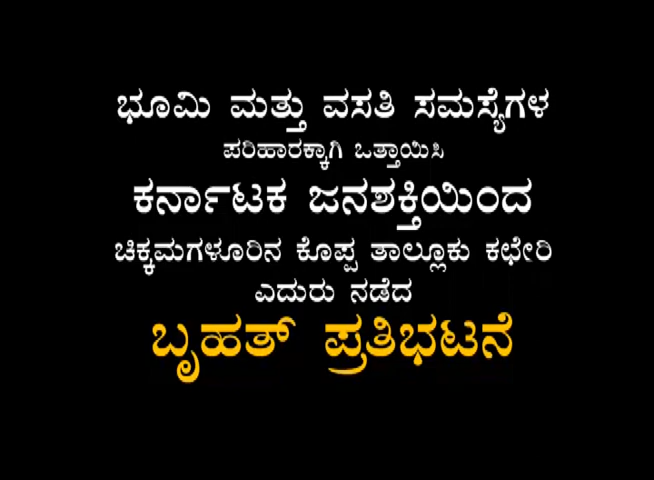 ಭೂಮಿ ಮತ್ತು ವಸತಿ ಸಮಸ್ಯೆಗಳ
ಪರಿಹಾರಕ್ಕಾಗಿ ಒತ್ತಾಯಿಸಿ
ಕರ್ನಾಟಕ ಜನಶಕ್ತಿಯಿಂದ
ಚಿಕ್ಕಮಗಳೂರಿನ ಕೊಪ್ಪ ತಾಲ್ಲೂಕು ಕಛೇರಿ
ಎದುರು ನಡೆದ
ಬೃಹತ್ ಪ್ರತಿಭಟನೆ